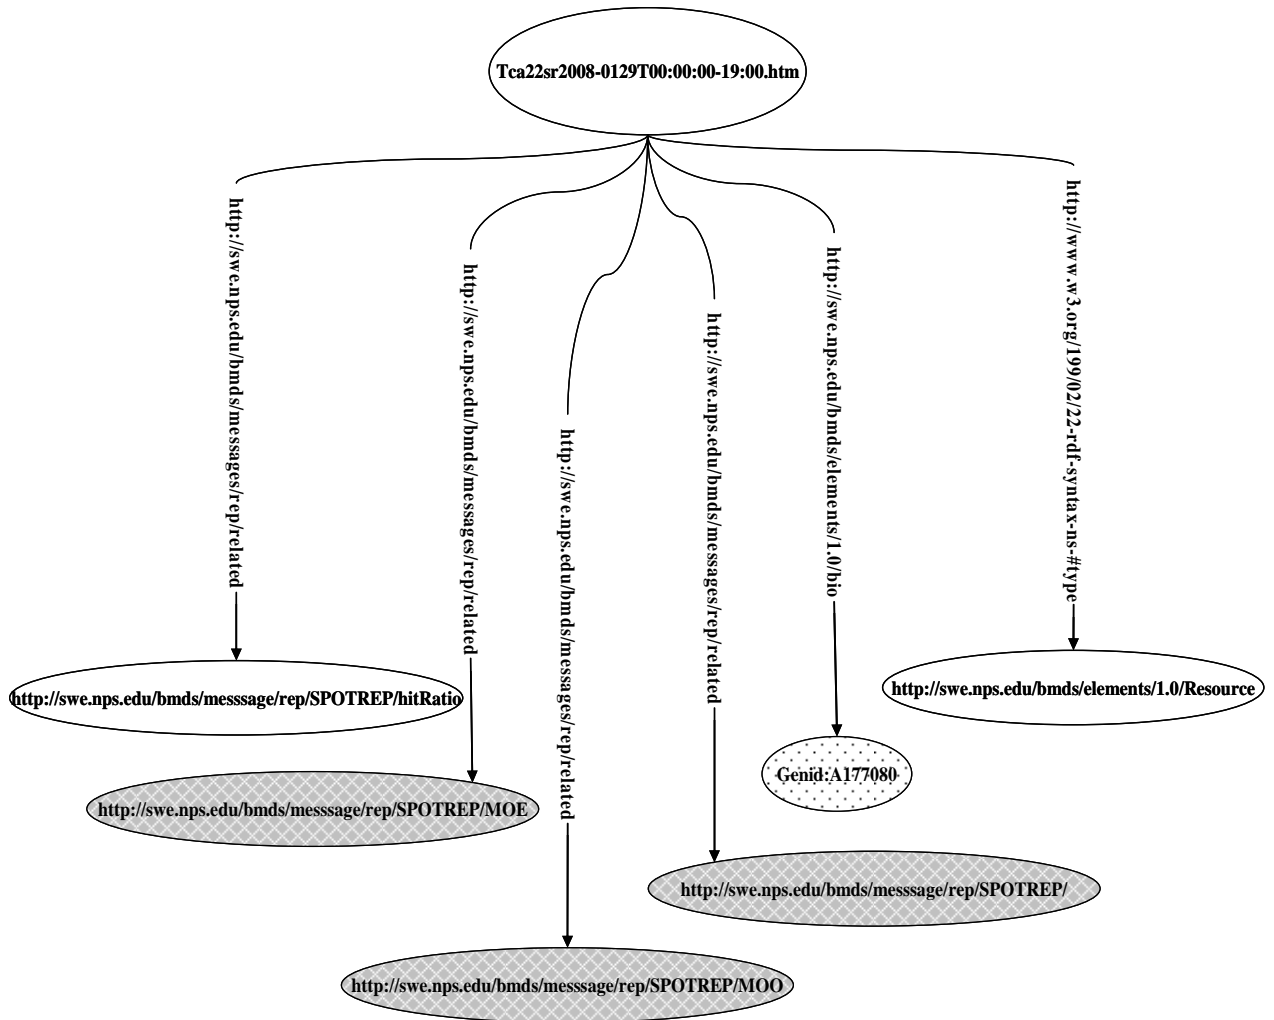 Tca22sr2008-0129T00:00:00-19:00.htm
http://swe.nps.edu/bmds/messages/rep/related
http://swe.nps.edu/bmds/messages/rep/related
http://swe.nps.edu/bmds/messages/rep/related
http://swe.nps.edu/bmds/messages/rep/related
http://swe.nps.edu/bmds/elements/1.0/bio
http://www.w3.org/199/02/22-rdf-syntax-ns-#type
http://swe.nps.edu/bmds/messsage/rep/SPOTREP/hitRatio
http://swe.nps.edu/bmds/elements/1.0/Resource
Genid:A177080
http://swe.nps.edu/bmds/messsage/rep/SPOTREP/MOE
http://swe.nps.edu/bmds/messsage/rep/SPOTREP/
http://swe.nps.edu/bmds/messsage/rep/SPOTREP/MOO